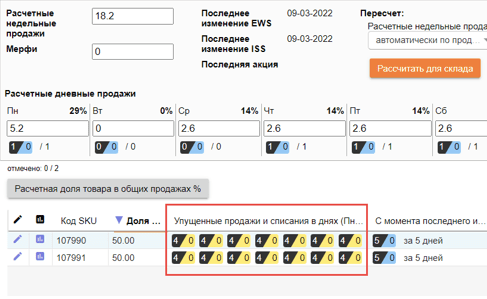 Расчетные недельные продажи 18.2
Последнее изменение EWS 09-03-2022
Пересчет:
Расчетные недельные прода
Мерфи 0
Последнее изменение ISS 09-03-2022
автоматически по прод...
Последняя акция
Рассчитать для склада
Расчетные дневные продажи
Пн 29% Вт 0% Ср 14% Чт 14% Пт 14% Сб
5.2 0 2.6 2.6 2.6 2.6
1 0 / 1 0 0 / 0 0 0 / 1 1 0 / 1 1 0 / 1 1 0 / 1
отмечено: 0 / 2
Расчетная доля товара в общих продажах %
Код SKU Доля ... Упущенные продажи и списания в днях (Пн... С момента последнего и...
107990 50.00 4 0 4 0 4 0 4 0 4 0 4 0 4 0 5 0 за 5 дней
107991 50.00 4 0 4 0 4 0 4 0 4 0 4 0 4 0 5 0 за 5 дней